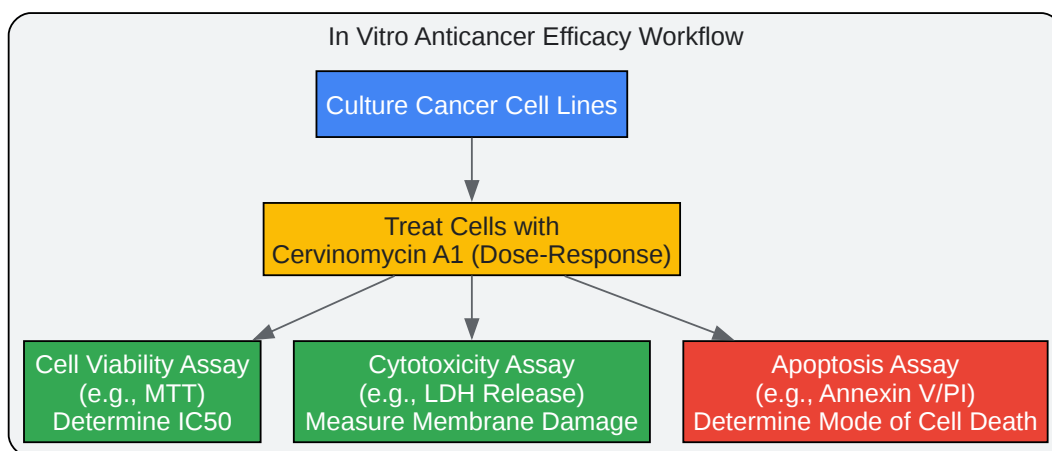 In Vitro Anticancer Efficacy Workflow
Culture Cancer Cell Lines
Treat Cells with
Cervinomycin A1 (Dose-Response)
Cell Viability Assay
(e.g., MTT)
Determine IC50
Cytotoxicity Assay
(e.g., LDH Release)
Measure Membrane Damage
Apoptosis Assay
(e.g., Annexin V/PI)
Determine Mode of Cell Death